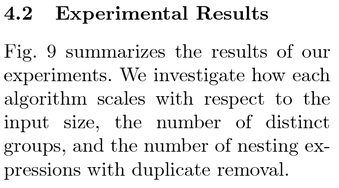 4.2 Experimental Results
Fig. 9 summarizes the results of our
experiments. We investigate how each
algorithm scales with respect to the
input size, the number of distinct
groups, and the number of nesting ex-
pressions with duplicate removal.